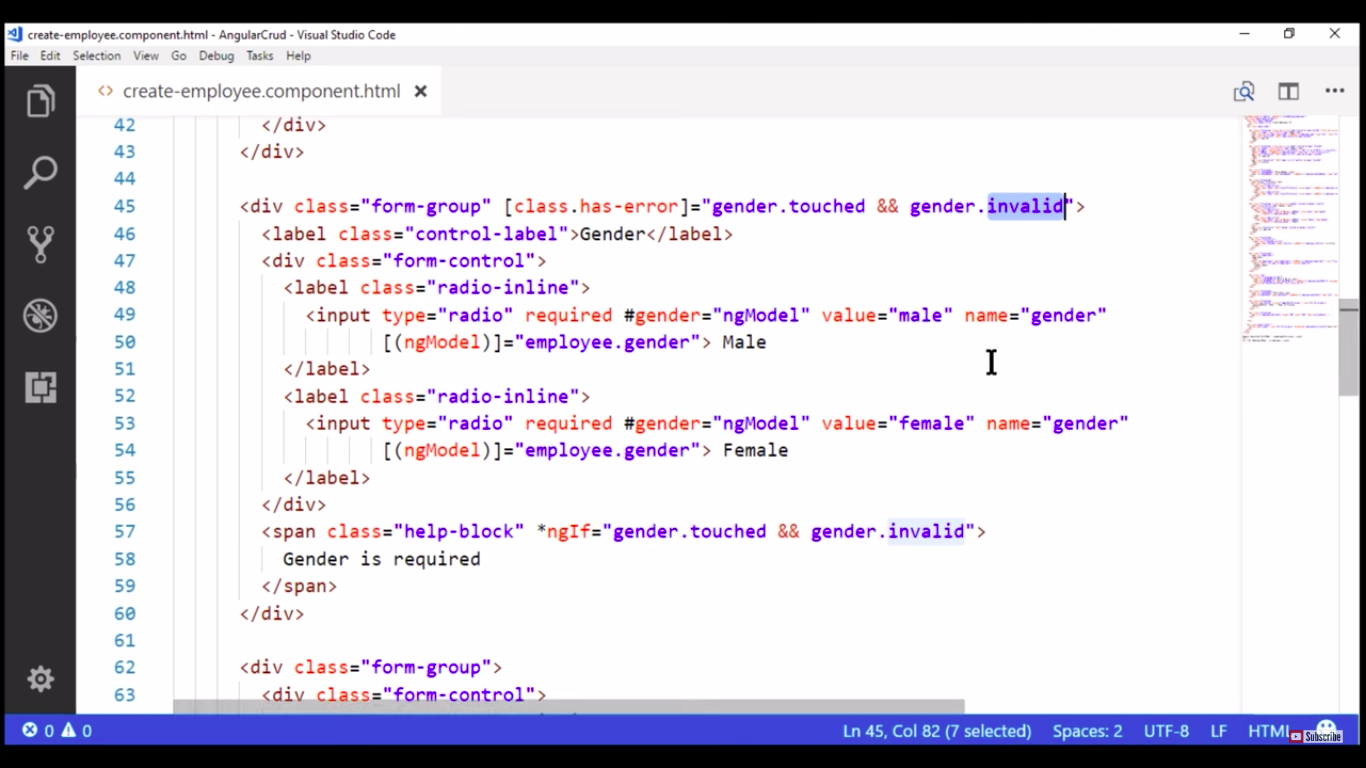 create-employee.component.html - AngularCrud - Visual Studio Code
File Edit Selection View Go Debug Tasks Help
<> create-employee.component.html
42 </div>
43 </div>
44
45 <div class="form-group" [class.has-error]="gender.touched && gender.invalid">
46 <label class="control-label">Gender</label>
47 <div class="form-control">
48 <label class="radio-inline">
49 <input type="radio" required #gender="ngModel" value="male" name="gender"
50 [(ngModel)]="employee.gender"> Male
51 </label>
52 <label class="radio-inline">
53 <input type="radio" required #gender="ngModel" value="female" name="gender"
54 [(ngModel)]="employee.gender"> Female
55 </label>
56 </div>
57 <span class="help-block" *ngIf="gender.touched && gender.invalid">
58 Gender is required
59 </span>
60 </div>
61
62 <div class="form-group">
63 <div class="form-control">
0 0 Ln 45, Col 82 (7 selected) Spaces: 2 UTF-8 LF HTML Subscribe